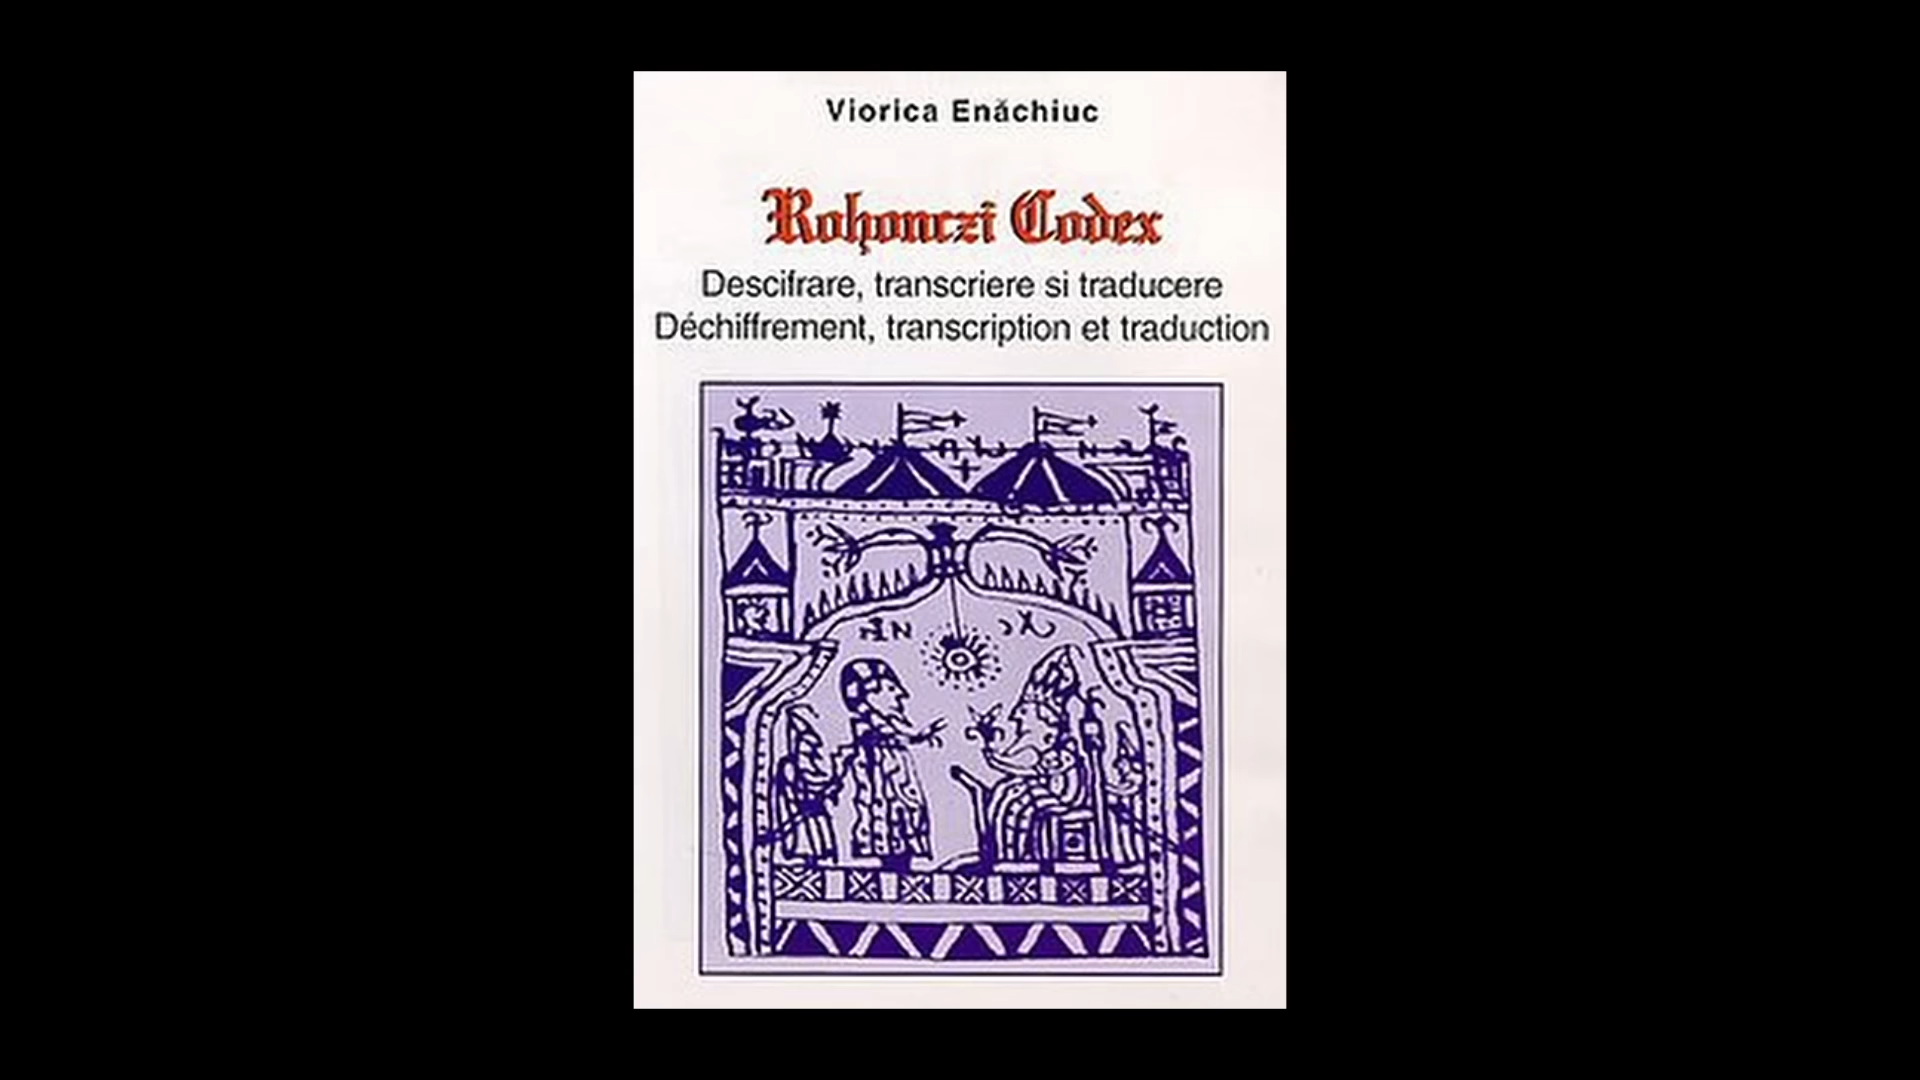 Viorica Enăchiuc
Rohonczi Codex
Descifrare, transcriere si traducere
Déchiffrement, transcription et traduction